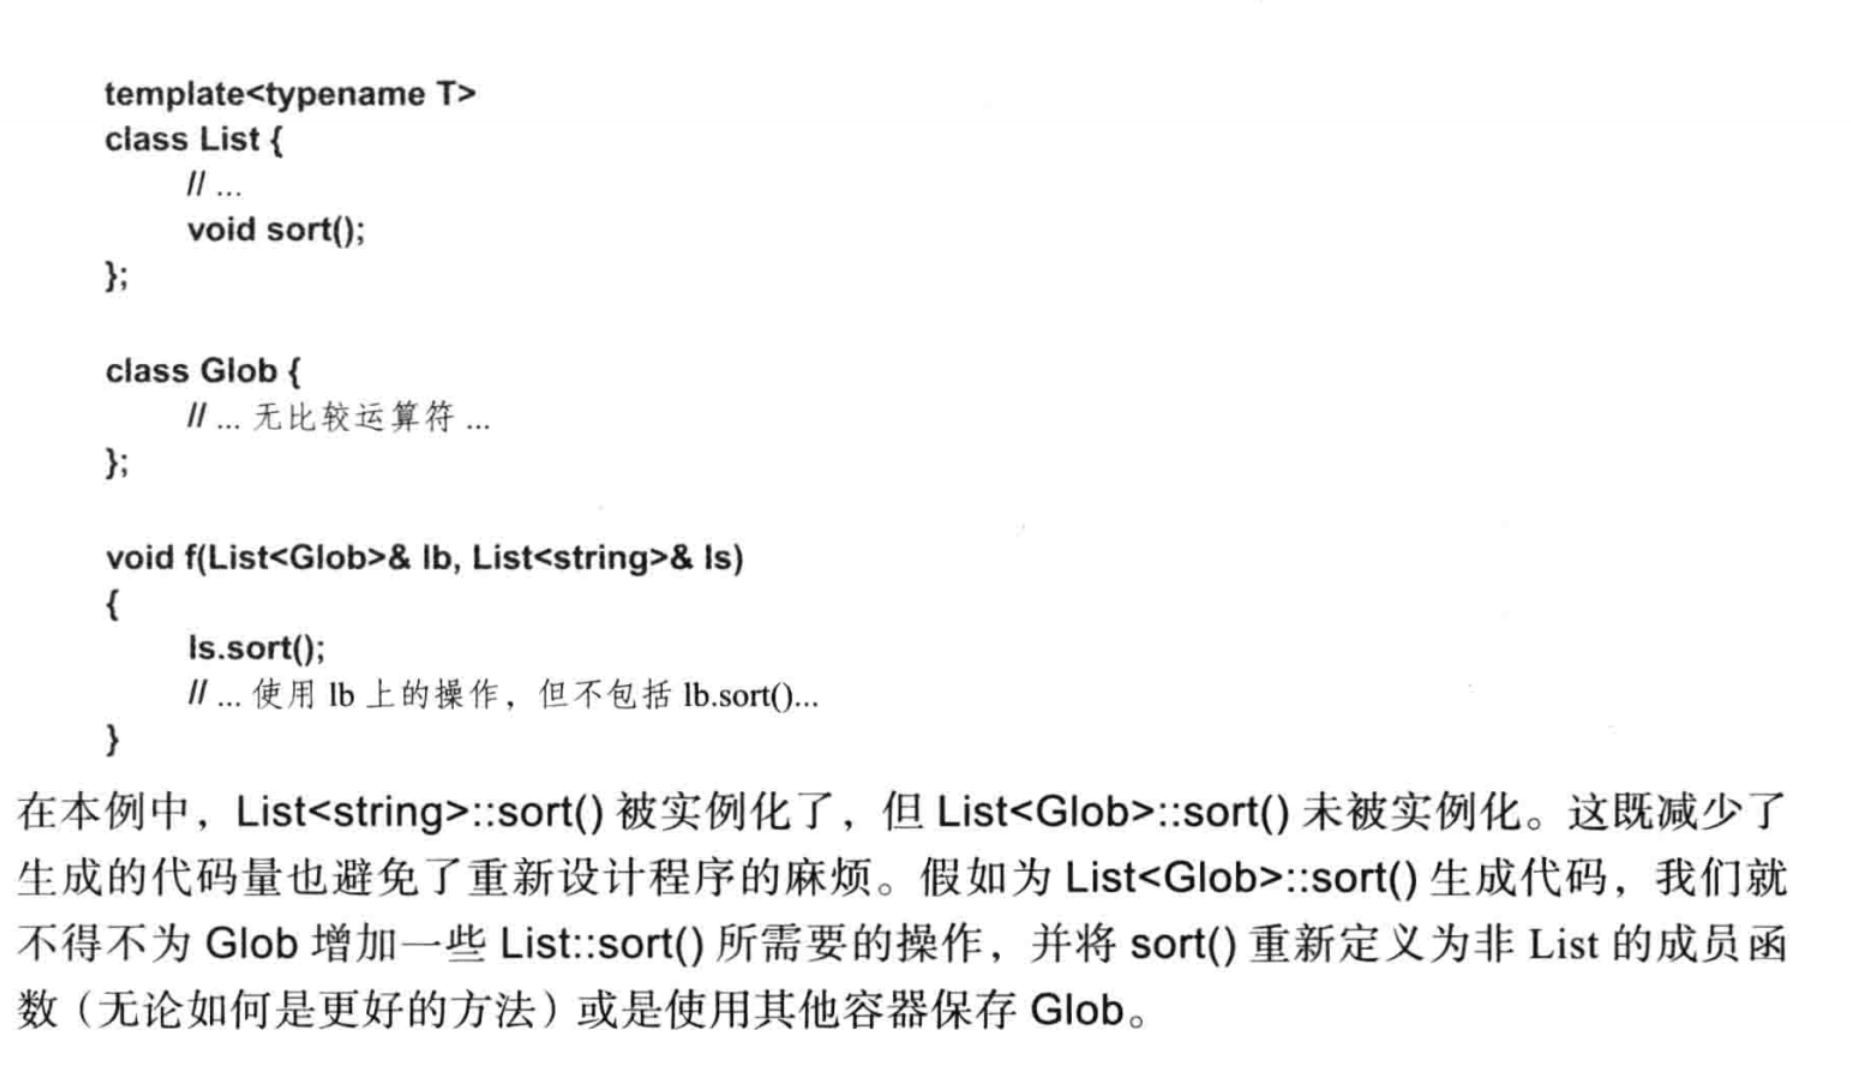 template<typename T>
class List {
// ...
void sort();
};
class Glob {
// ... 无比较运算符 ...
};
void f(List<Glob>& lb, List<string>& ls)
{
ls.sort();
// ... 使用 lb 上的操作，但不包括 lb.sort()...
}
在本例中，List<string>::sort() 被实例化了，但 List<Glob>::sort() 未被实例化。这既减少了
生成的代码量也避免了重新设计程序的麻烦。假如为 List<Glob>::sort() 生成代码，我们就
不得不为 Glob 增加一些 List::sort() 所需要的操作，并将 sort() 重新定义为非 List 的成员函
数（无论如何是更好的方法）或是使用其他容器保存 Glob。